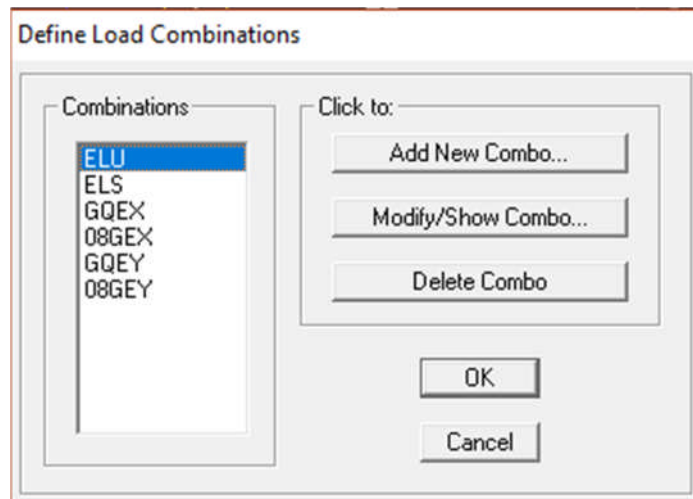 Define Load Combinations
Combinations
ELU
ELS
GQEX
08GEX
GQEY
08GEY
Click to:
Add New Combo...
Modify/Show Combo...
Delete Combo
OK
Cancel